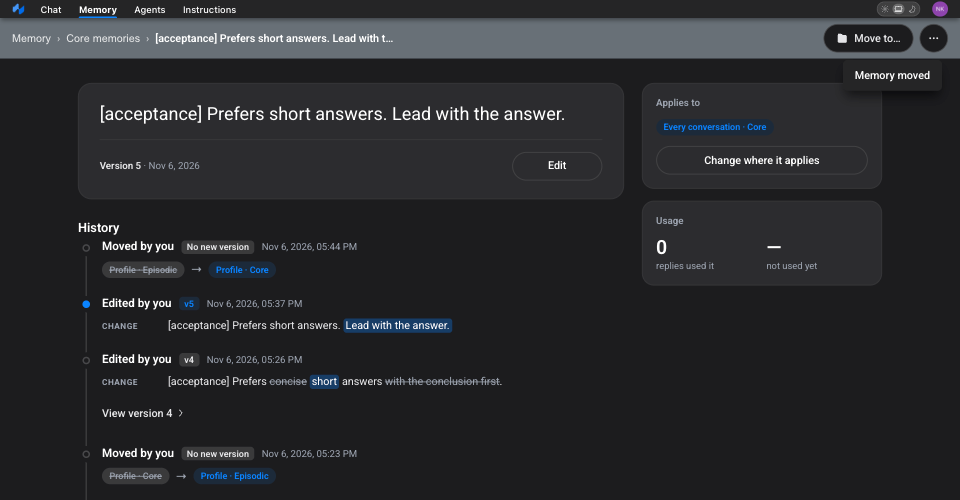 Chat Memory Agents Instructions NK
Memory › Core memories › [acceptance] Prefers short answers. Lead with t... Move to... ...
Memory moved
[acceptance] Prefers short answers. Lead with the answer.
Version 5 · Nov 6, 2026 Edit
Applies to
Every conversation · Core
Change where it applies
Usage
0 —
replies used it not used yet
History
Moved by you No new version Nov 6, 2026, 05:44 PM
Profile · Episodic → Profile · Core
Edited by you v5 Nov 6, 2026, 05:37 PM
CHANGE [acceptance] Prefers short answers. Lead with the answer.
Edited by you v4 Nov 6, 2026, 05:26 PM
CHANGE [acceptance] Prefers concise short answers with the conclusion first.
View version 4 ›
Moved by you No new version Nov 6, 2026, 05:23 PM
Profile · Core → Profile · Episodic